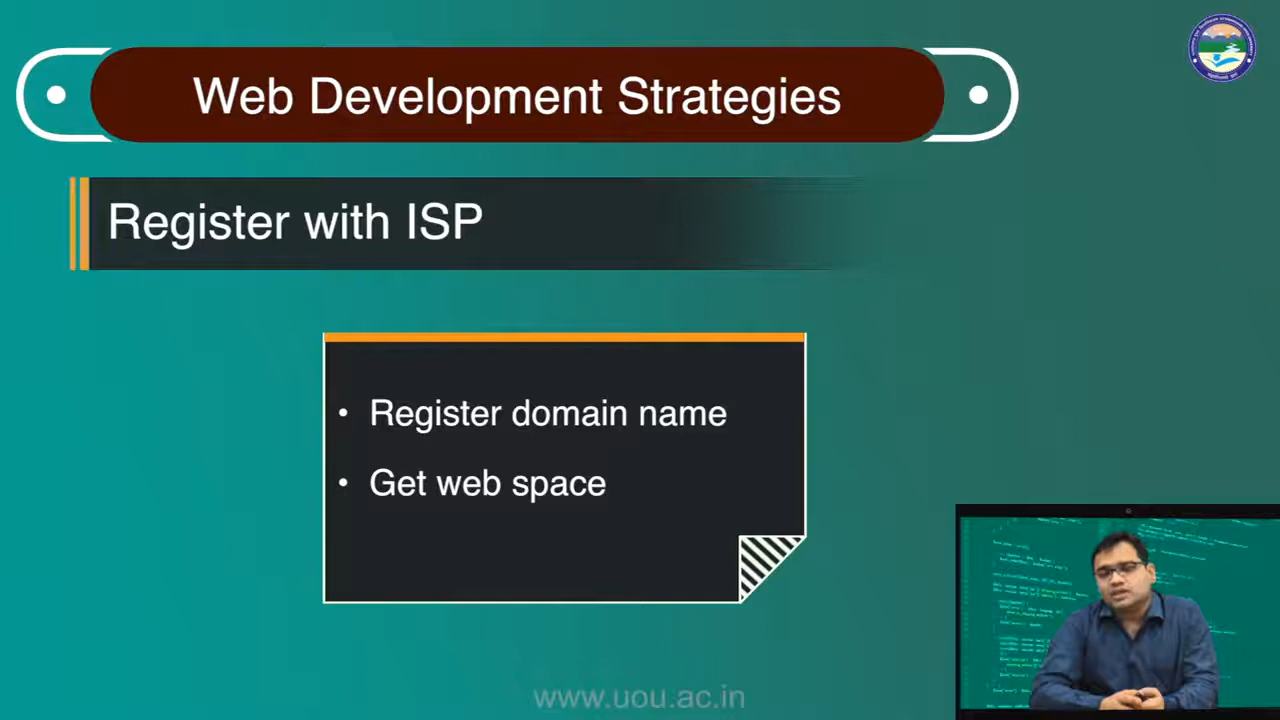 Web Development Strategies
Register with ISP
• Register domain name
• Get web space
www.uou.ac.in